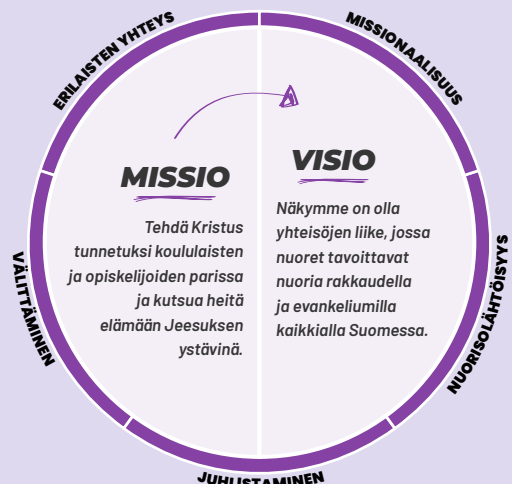 ERILAISTEN YHTEYS
MISSIONAALISUUS
MISSIO
Tehdä Kristus
tunnetuksi koululaisten
ja opiskelijoiden parissa
ja kutsua heitä
elämään Jeesuksen
ystävinä.
VISIO
Näkymme on olla
yhteisöjen liike, jossa
nuoret tavoittavat
nuoria rakkaudella
ja evankeliumilla
kaikkialla Suomessa.
VÄLITTÄMINEN
NUORISOLÄHTÖISYYS
JUHLISTAMINEN